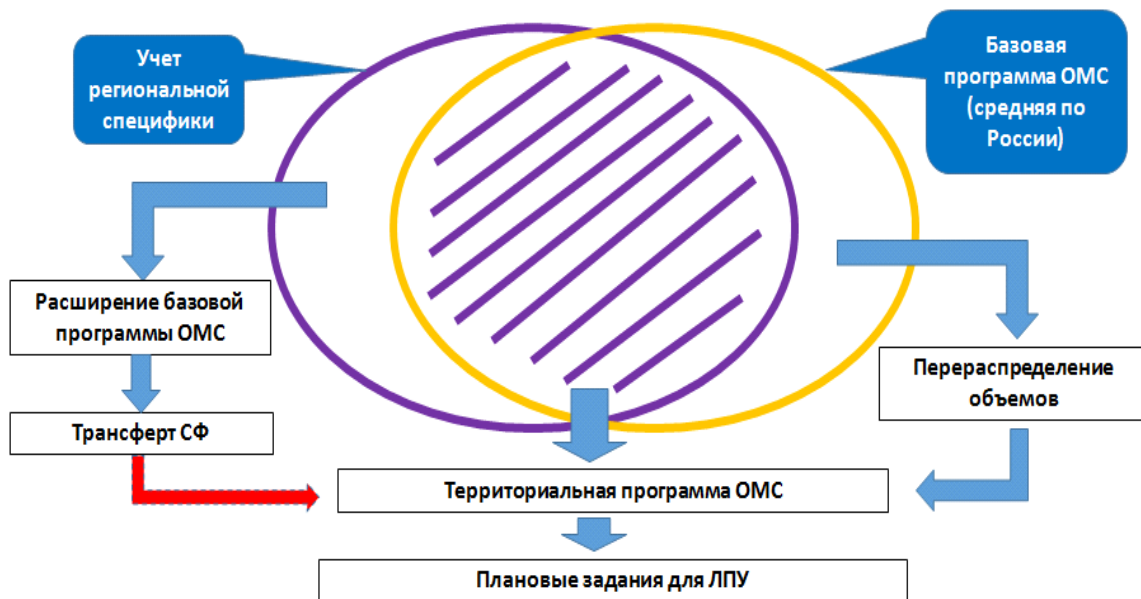 Учет
региональной
специфики
Базовая
программа ОМС
(средняя по
России)
Расширение базовой
программы ОМС
Трансферт СФ
Перераспределение
объемов
Территориальная программа ОМС
Плановые задания для ЛПУ